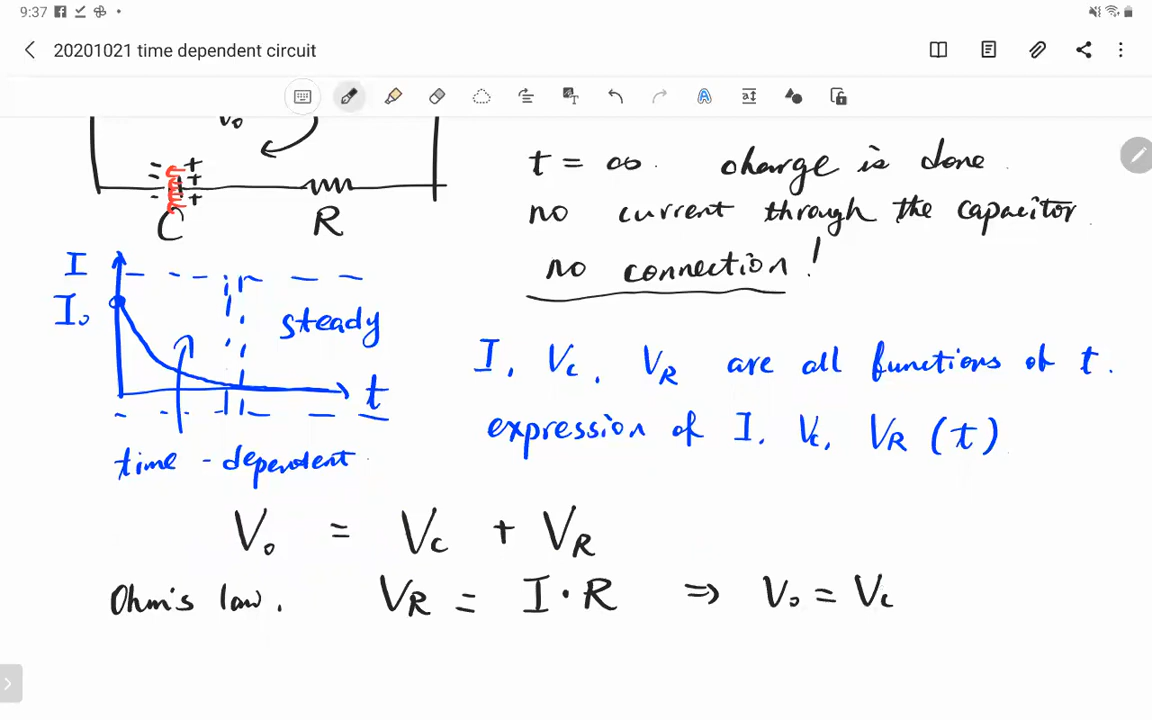 9:37
20201021 time dependent circuit
V₀
- +
- +
- +
C R
t = ∞. charge is done.
no current through the capacitor.
no connection!
I
I₀
steady
t
time - dependent.
I, Vc, VR are all functions of t.
expression of I, Vc, VR (t).
V₀ = Vc + VR
Ohm's law. VR = I · R ⇒ V₀ = Vc